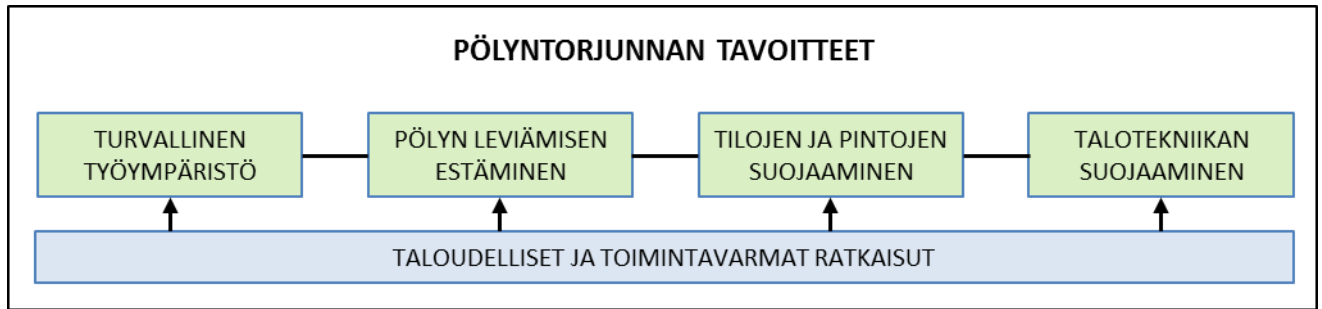 PÖLYNTORJUNNAN TAVOITTEET
TURVALLINEN
TYÖYMPÄRISTÖ
PÖLYN LEVIÄMISEN
ESTÄMINEN
TILOJEN JA PINTOJEN
SUOJAAMINEN
TALOTEKNIIKAN
SUOJAAMINEN
TALOUDELLISET JA TOIMINTAVARMAT RATKAISUT